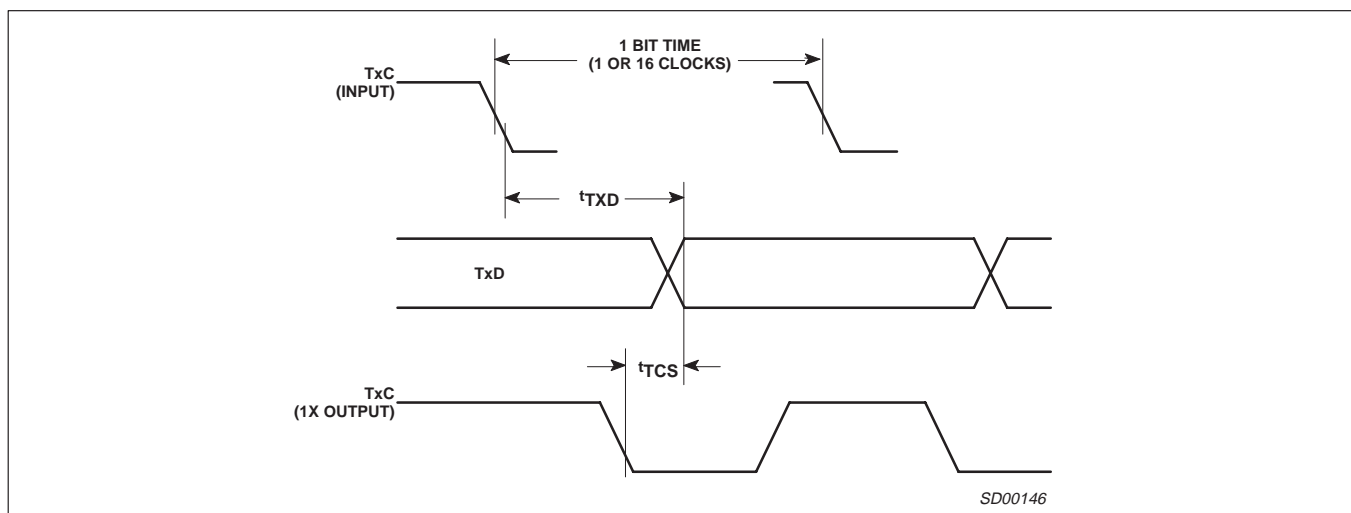 1 BIT TIME
(1 OR 16 CLOCKS)
TxC
(INPUT)
tTXD
TxD
tTCS
TxC
(1X OUTPUT)
SD00146